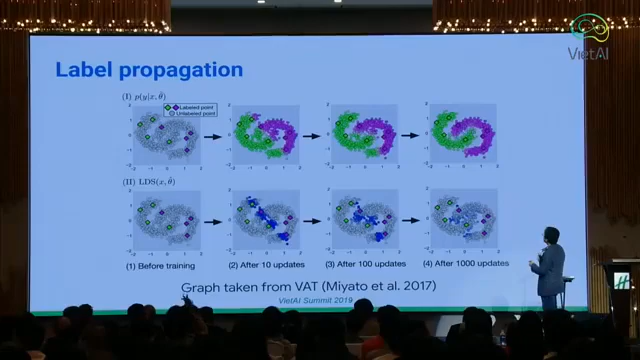 VietAI
Label propagation
(I) p(y|x, θ̂)
Labeled point
Unlabeled point
(II) LDS(x, θ̂)
(1) Before training
(2) After 10 updates
(3) After 100 updates
(4) After 1000 updates
Graph taken from VAT (Miyato et al. 2017)
VietAI Summit 2019